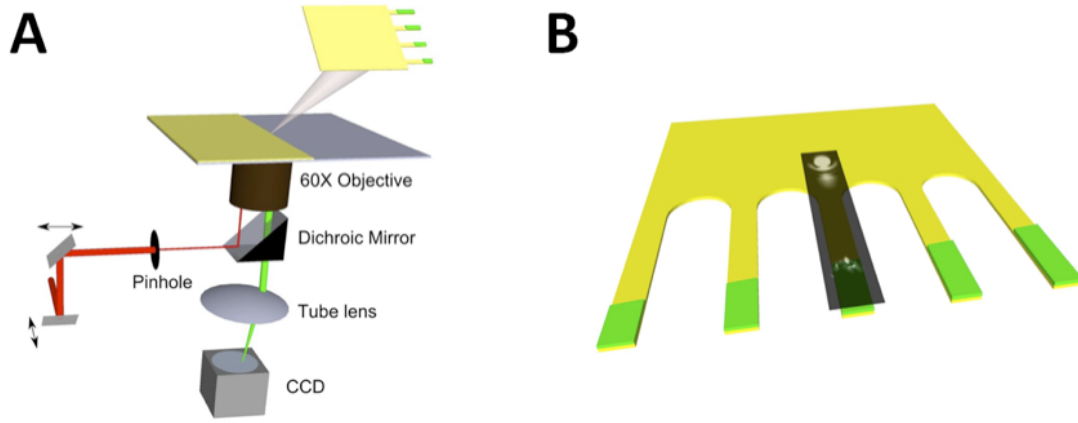 A
B
60X Objective
Dichroic Mirror
Pinhole
Tube lens
CCD